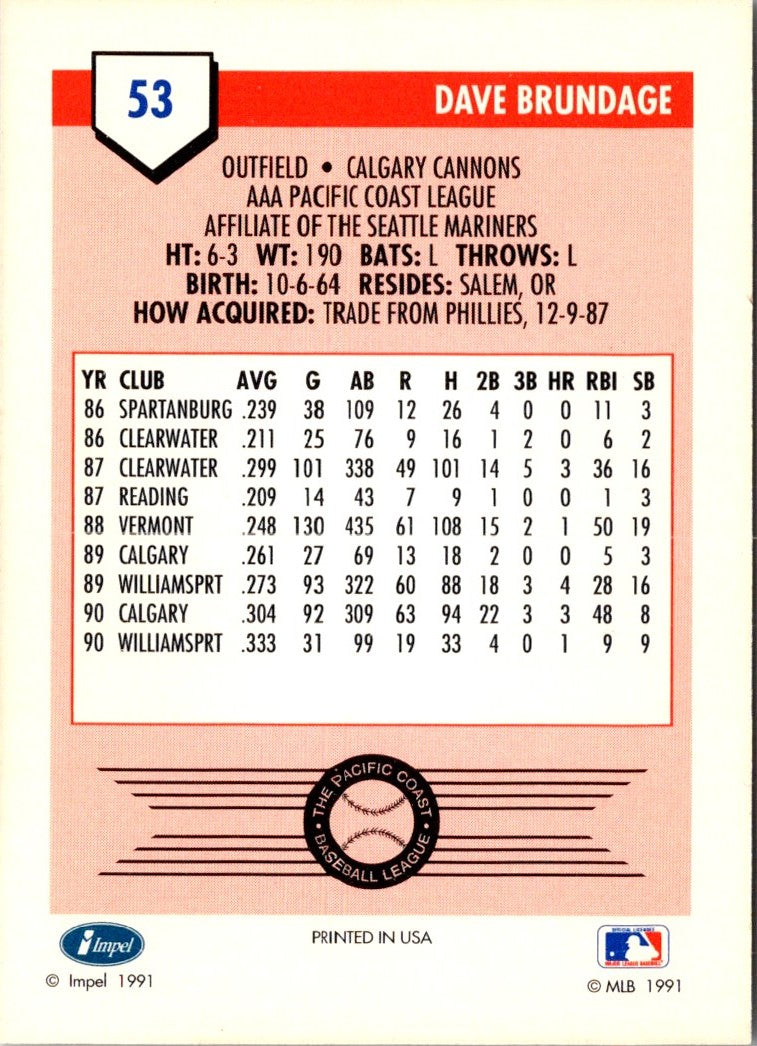 53
DAVE BRUNDAGE
OUTFIELD • CALGARY CANNONS
AAA PACIFIC COAST LEAGUE
AFFILIATE OF THE SEATTLE MARINERS
HT: 6-3 WT: 190 BATS: L THROWS: L
BIRTH: 10-6-64 RESIDES: SALEM, OR
HOW ACQUIRED: TRADE FROM PHILLIES, 12-9-87
YR CLUB AVG G AB R H 2B 3B HR RBI SB
86 SPARTANBURG .239 38 109 12 26 4 0 0 11 3
86 CLEARWATER .211 25 76 9 16 1 2 0 6 2
87 CLEARWATER .299 101 338 49 101 14 5 3 36 16
87 READING .209 14 43 7 9 1 0 0 1 3
88 VERMONT .248 130 435 61 108 15 2 1 50 19
89 CALGARY .261 27 69 13 18 2 0 0 5 3
89 WILLIAMSPRT .273 93 322 60 88 18 3 4 28 16
90 CALGARY .304 92 309 63 94 22 3 3 48 8
90 WILLIAMSPRT .333 31 99 19 33 4 0 1 9 9
• THE PACIFIC COAST •
BASEBALL LEAGUE
Impel
© Impel 1991
PRINTED IN USA
OFFICIAL LICENSEE
MAJOR LEAGUE BASEBALL
© MLB 1991